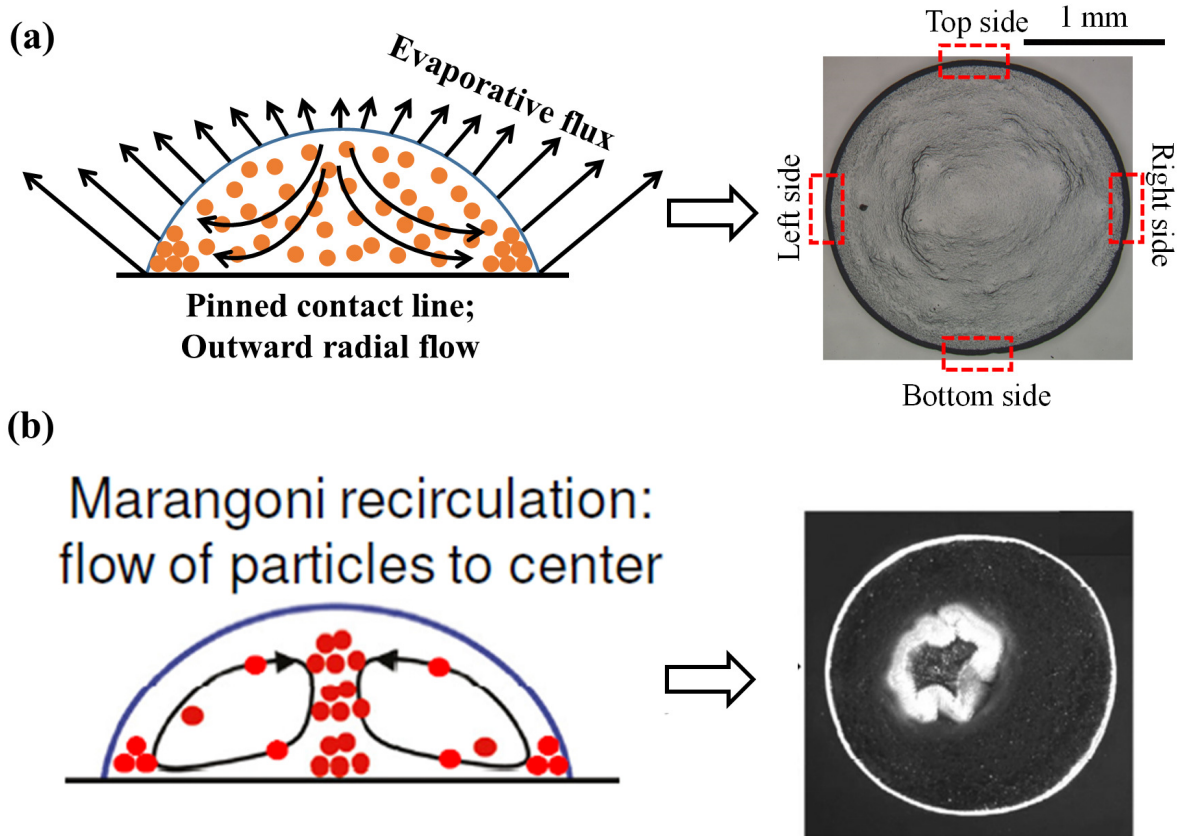 (a)
Evaporative flux
Pinned contact line;
Outward radial flow
Top side
1 mm
Left side
Right side
Bottom side
(b)
Marangoni recirculation:
flow of particles to center